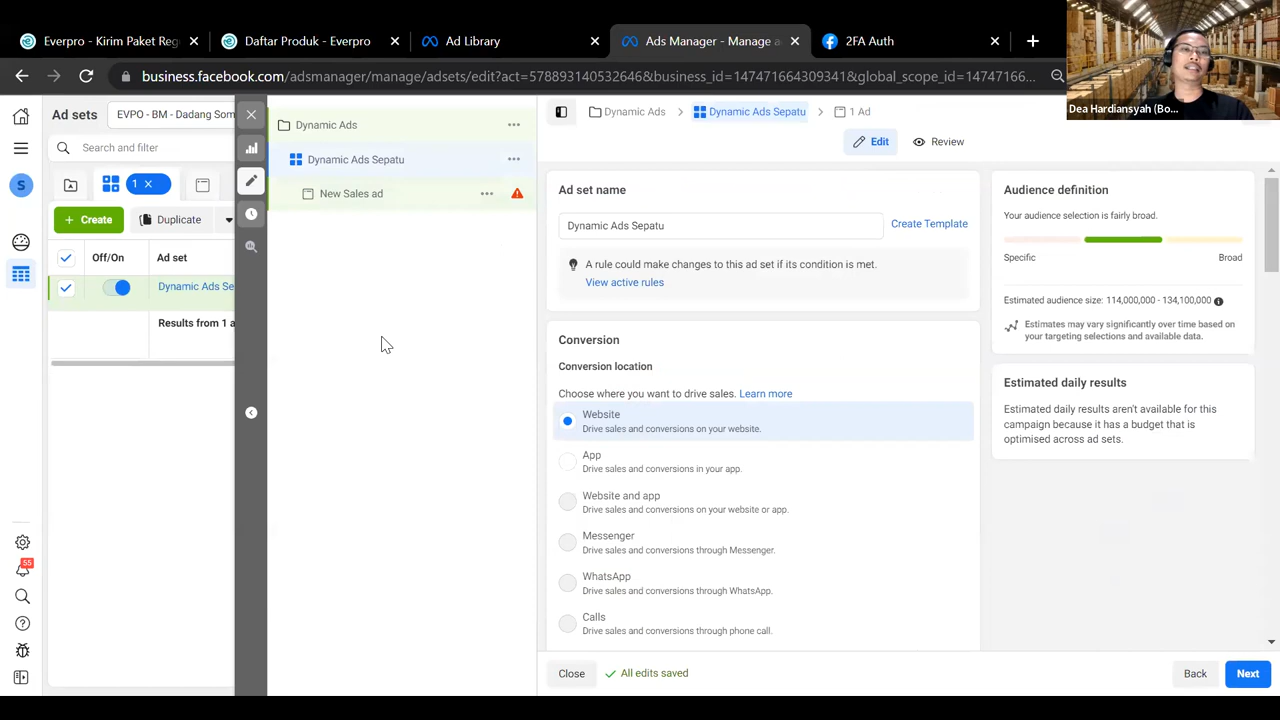 Everpro - Kirim Paket Reg
Daftar Produk - Everpro
Ad Library
Ads Manager - Manage a
2FA Auth
business.facebook.com/adsmanager/manage/adsets/edit?act=578893140532646&business_id=147471664309341&global_scope_id=14747166...
Dea Hardiansyah (Bo...
Ad sets
EVPO - BM - Dadang Som
Search and filter
1
Create
Duplicate
Off/On
Ad set
Dynamic Ads Se
Results from 1 a
S
55
Dynamic Ads
Dynamic Ads Sepatu
New Sales ad
Dynamic Ads
Dynamic Ads Sepatu
1 Ad
Edit
Review
Ad set name
Dynamic Ads Sepatu
Create Template
A rule could make changes to this ad set if its condition is met.
View active rules
Conversion
Conversion location
Choose where you want to drive sales. Learn more
Website
Drive sales and conversions on your website.
App
Drive sales and conversions in your app.
Website and app
Drive sales and conversions on your website or app.
Messenger
Drive sales and conversions through Messenger.
WhatsApp
Drive sales and conversions through WhatsApp.
Calls
Drive sales and conversions through phone call.
Audience definition
Your audience selection is fairly broad.
Specific
Broad
Estimated audience size: 114,000,000 - 134,100,000
Estimates may vary significantly over time based on
your targeting selections and available data.
Estimated daily results
Estimated daily results aren't available for this
campaign because it has a budget that is
optimised across ad sets.
Close
All edits saved
Back
Next